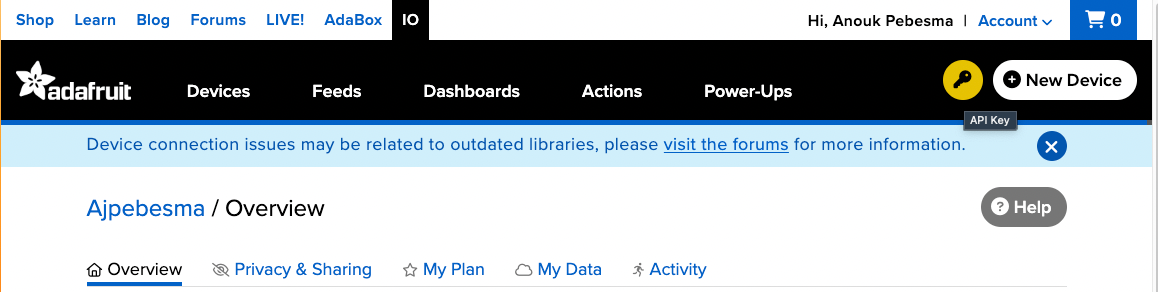 Shop Learn Blog Forums LIVE! AdaBox IO Hi, Anouk Pebesma | Account 0
adafruit Devices Feeds Dashboards Actions Power-Ups New Device
API Key
Device connection issues may be related to outdated libraries, please visit the forums for more information.
Ajpebesma / Overview Help
Overview Privacy & Sharing My Plan My Data Activity